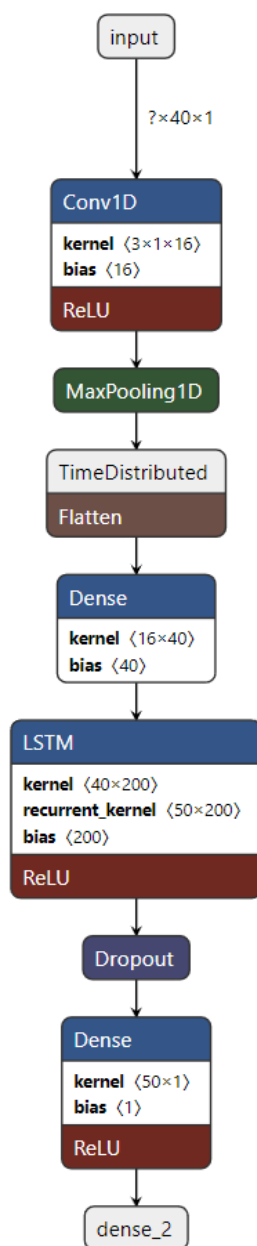 input
?×40×1
Conv1D
kernel ⟨3×1×16⟩
bias ⟨16⟩
ReLU
MaxPooling1D
TimeDistributed
Flatten
Dense
kernel ⟨16×40⟩
bias ⟨40⟩
LSTM
kernel ⟨40×200⟩
recurrent_kernel ⟨50×200⟩
bias ⟨200⟩
ReLU
Dropout
Dense
kernel ⟨50×1⟩
bias ⟨1⟩
ReLU
dense_2